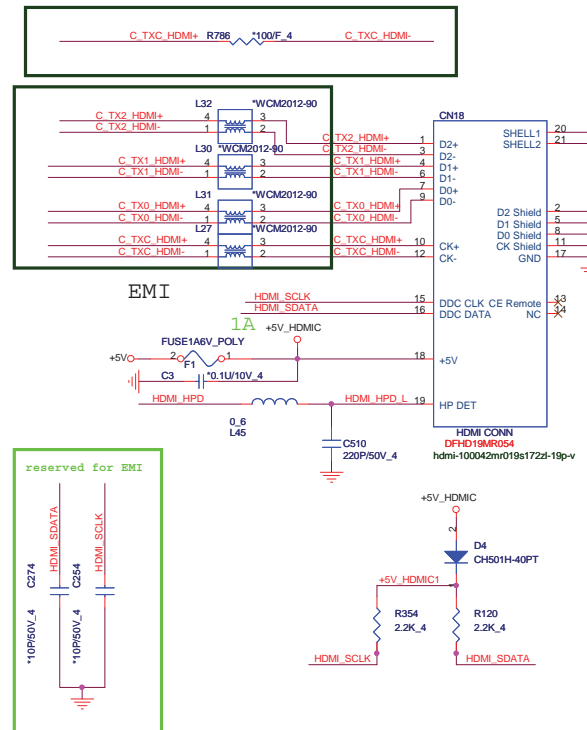 C_TXC_HDMI+ R786 *100/F_4 C_TXC_HDMI-
L32 *WCM2012-90
C_TX2_HDMI+ 4 3
C_TX2_HDMI- 1 2
C_TX2_HDMI+ 1 D2+
C_TX2_HDMI- 3 D2-
L30 *WCM2012-90
C_TX1_HDMI+ 4 3 C_TX1_HDMI+ 4 D1+
C_TX1_HDMI- 1 2 C_TX1_HDMI- 6 D1-
7 D0+
9 D0-
L31 *WCM2012-90
C_TX0_HDMI+ 4 3 C_TX0_HDMI+
C_TX0_HDMI- 1 2 C_TX0_HDMI-
L27 *WCM2012-90
C_TXC_HDMI+ 4 3 C_TXC_HDMI+ 10 CK+
C_TXC_HDMI- 1 2 C_TXC_HDMI- 12 CK-
CN18
SHELL1 20
SHELL2 21
D2 Shield 2
D1 Shield 5
D0 Shield 8
CK Shield 11
GND 17
EMI
HDMI_SCLK 15 DDC CLK CE Remote 13
HDMI_SDATA 16 DDC DATA NC 14
1A
+5V_HDMIC
FUSE1A6V_POLY
+5V 2 1 18 +5V
F1
C3 *0.1U/10V_4
HDMI_HPD HDMI_HPD_L 19 HP DET
0_6
L45
C510
220P/50V_4
HDMI CONN
DFHD19MR054
hdmi-100042mr019s172zl-19p-v
reserved for EMI
HDMI_SDATA
HDMI_SCLK
C274
C254
*10P/50V_4
*10P/50V_4
+5V_HDMIC
2
D4
CH501H-40PT
1
+5V_HDMIC1
R354
2.2K_4
R120
2.2K_4
HDMI_SCLK HDMI_SDATA